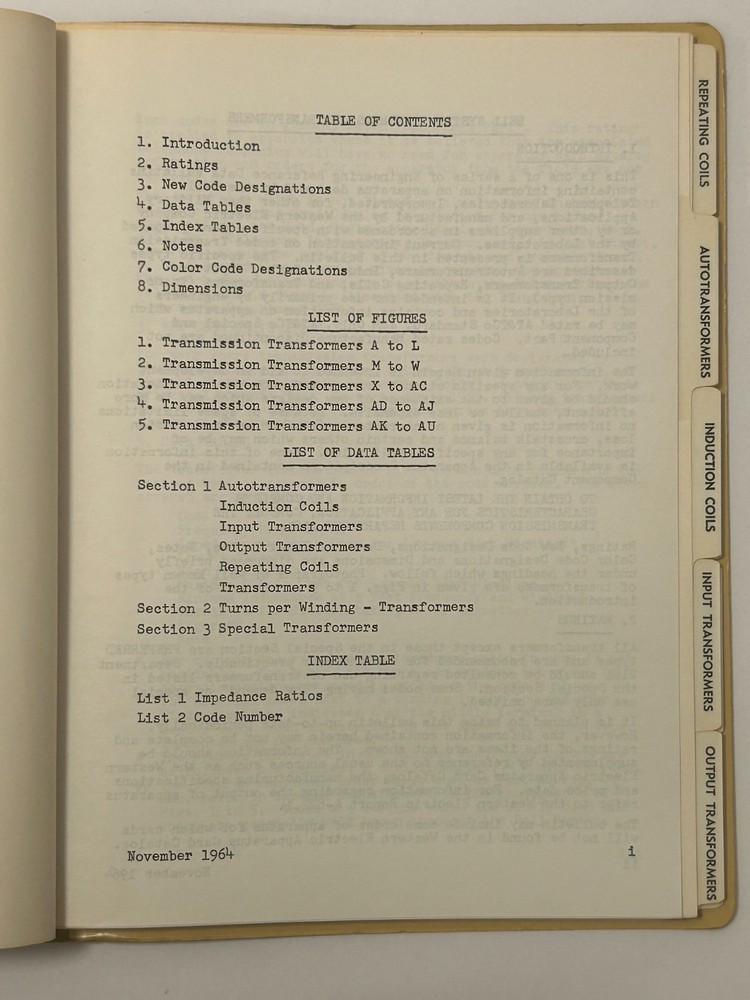 TABLE OF CONTENTS
1. Introduction
2. Ratings
3. New Code Designations
4. Data Tables
5. Index Tables
6. Notes
7. Color Code Designations
8. Dimensions
LIST OF FIGURES
1. Transmission Transformers A to L
2. Transmission Transformers M to W
3. Transmission Transformers X to AC
4. Transmission Transformers AD to AJ
5. Transmission Transformers AK to AU
LIST OF DATA TABLES
Section 1 Autotransformers
Induction Coils
Input Transformers
Output Transformers
Repeating Coils
Transformers
Section 2 Turns per Winding - Transformers
Section 3 Special Transformers
INDEX TABLE
List 1 Impedance Ratios
List 2 Code Number
November 1964
i
REPEATING COILS
AUTOTRANSFORMERS
INDUCTION COILS
INPUT TRANSFORMERS
OUTPUT TRANSFORMERS